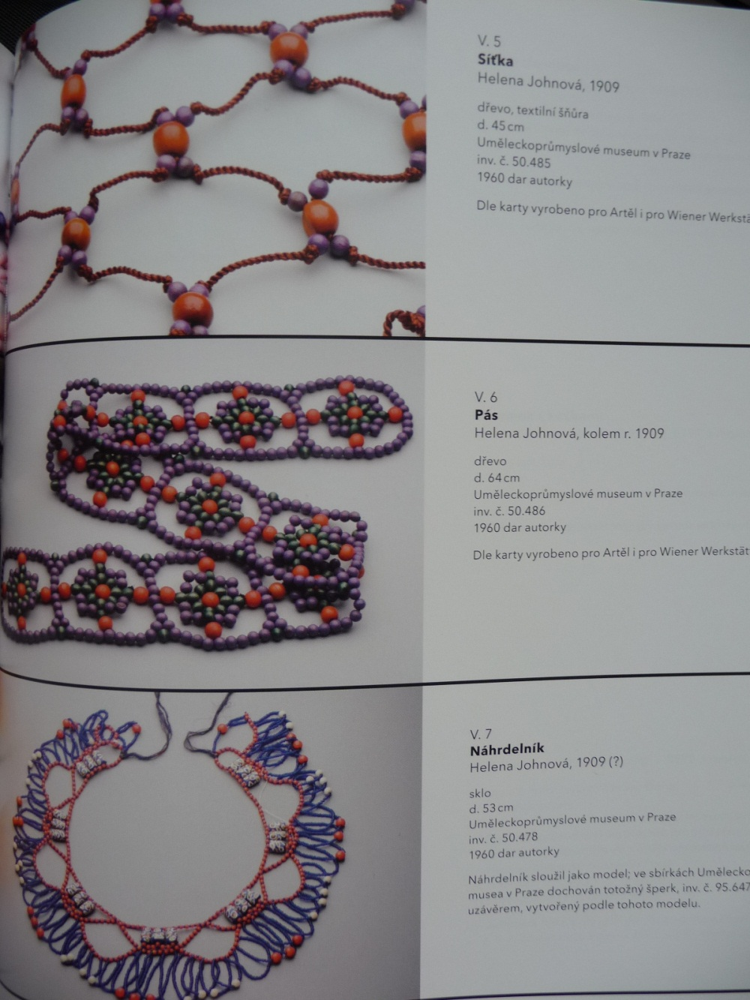 V. 5
Síťka
Helena Johnová, 1909
dřevo, textilní šňůra
d. 45 cm
Uměleckoprůmyslové museum v Praze
inv. č. 50.485
1960 dar autorky
Dle karty vyrobeno pro Artěl i pro Wiener Werkstä
V. 6
Pás
Helena Johnová, kolem r. 1909
dřevo
d. 64 cm
Uměleckoprůmyslové museum v Praze
inv. č. 50.486
1960 dar autorky
Dle karty vyrobeno pro Artěl i pro Wiener Werkstät
V. 7
Náhrdelník
Helena Johnová, 1909 (?)
sklo
d. 53 cm
Uměleckoprůmyslové museum v Praze
inv. č. 50.478
1960 dar autorky
Náhrdelník sloužil jako model; ve sbírkách Umělecko
musea v Praze dochován totožný šperk, inv. č. 95.647
uzávěrem, vytvořený podle tohoto modelu.